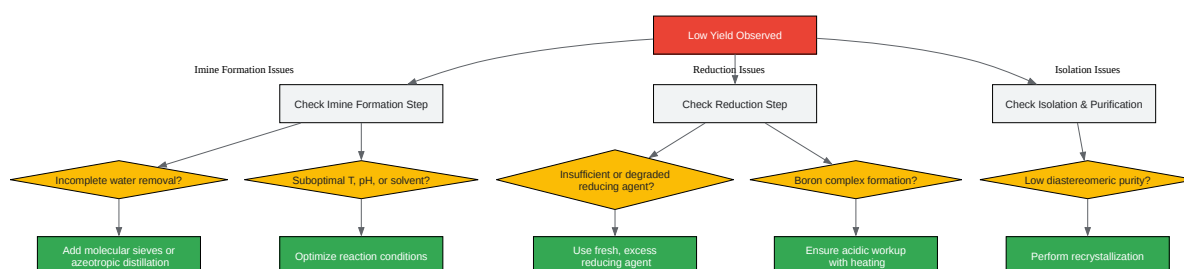 Low Yield Observed
Imine Formation Issues
Reduction Issues
Isolation Issues
Check Imine Formation Step
Check Reduction Step
Check Isolation & Purification
Incomplete water removal?
Suboptimal T, pH, or solvent?
Insufficient or degraded
reducing agent?
Boron complex formation?
Low diastereomeric purity?
Add molecular sieves or
azeotropic distillation
Optimize reaction conditions
Use fresh, excess
reducing agent
Ensure acidic workup
with heating
Perform recrystallization